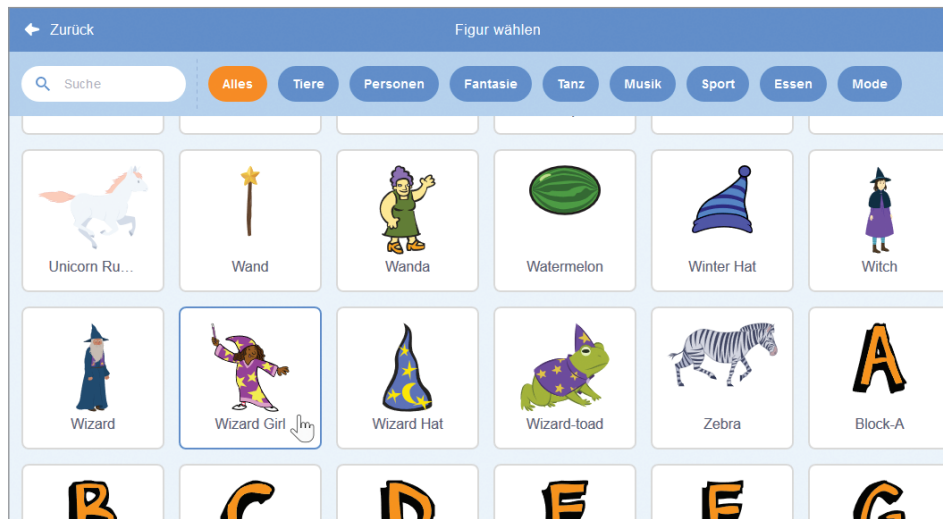 Zurück
Figur wählen
Suche
Alles
Tiere
Personen
Fantasie
Tanz
Musik
Sport
Essen
Mode
Unicorn Ru...
Wand
Wanda
Watermelon
Winter Hat
Witch
Wizard
Wizard Girl
Wizard Hat
Wizard-toad
Zebra
A
Block-A
B
C
D
E
F
G